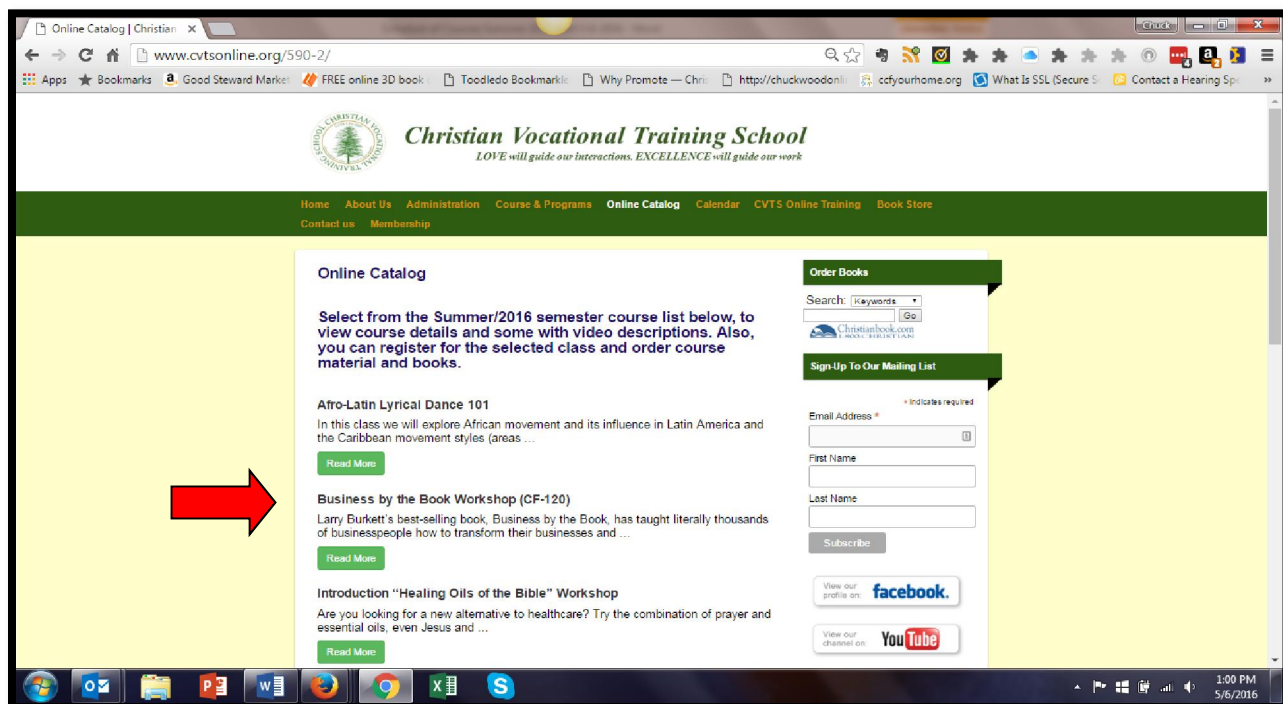 Online Catalog | Christian
Chuck
www.cvtsonline.org/590-2/
Apps Bookmarks Good Steward Market FREE online 3D book Toodledo Bookmarkle Why Promote — Chri http://chuckwoodonli ccfyourhome.org What Is SSL (Secure S Contact a Hearing Spe »
CHRISTIAN VOCATIONAL TRAINING SCHOOL
Christian Vocational Training School
LOVE will guide our interactions. EXCELLENCE will guide our work
Home About Us Administration Course & Programs Online Catalog Calendar CVTS Online Training Book Store
Contact us Membership
Online Catalog
Select from the Summer/2016 semester course list below, to
view course details and some with video descriptions. Also,
you can register for the selected class and order course
material and books.
Afro-Latin Lyrical Dance 101
In this class we will explore African movement and its influence in Latin America and
the Caribbean movement styles (areas …
Read More
Business by the Book Workshop (CF-120)
Larry Burkett's best-selling book, Business by the Book, has taught literally thousands
of businesspeople how to transform their businesses and …
Read More
Introduction “Healing Oils of the Bible” Workshop
Are you looking for a new alternative to healthcare? Try the combination of prayer and
essential oils, even Jesus and …
Read More
Order Books
Search: Keywords
Go
Christianbook.com
1-800-CHRISTIAN
Sign-Up To Our Mailing List
* indicates required
Email Address *
First Name
Last Name
Subscribe
View our
profile on: facebook.
View our
channel on: YouTube
1:00 PM
5/6/2016